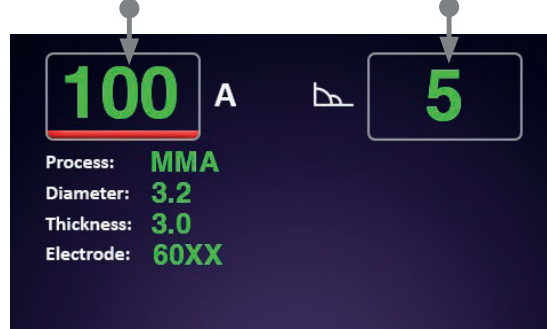 100 A 5
Process: MMA
Diameter: 3.2
Thickness: 3.0
Electrode: 60XX